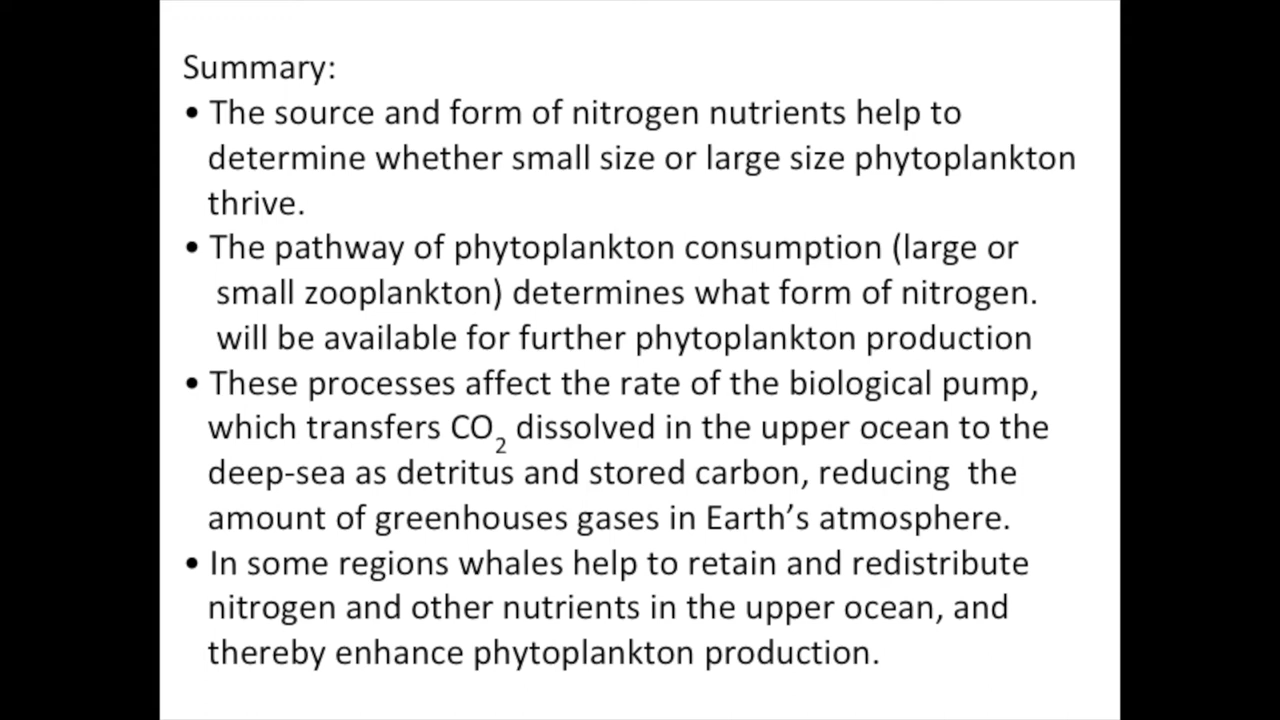 Summary:
• The source and form of nitrogen nutrients help to
determine whether small size or large size phytoplankton
thrive.
• The pathway of phytoplankton consumption (large or
small zooplankton) determines what form of nitrogen.
will be available for further phytoplankton production
• These processes affect the rate of the biological pump,
which transfers CO₂ dissolved in the upper ocean to the
deep-sea as detritus and stored carbon, reducing  the
amount of greenhouses gases in Earth’s atmosphere.
• In some regions whales help to retain and redistribute
nitrogen and other nutrients in the upper ocean, and
thereby enhance phytoplankton production.